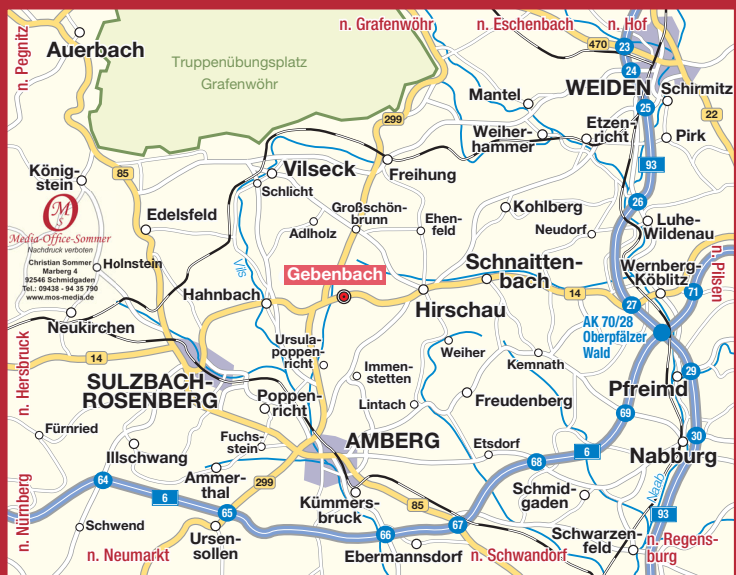 n. Pegnitz
Auerbach
Truppenübungsplatz
Grafenwöhr
n. Grafenwöhr
n. Eschenbach
n. Hof
470
23
24
WEIDEN
Schirmitz
Mantel
25
22
299
Weiher-
hammer
Etzen-
richt
Pirk
93
85
König-
stein
Vilseck
Freihung
Schlicht
26
Edelsfeld
Großschön-
brunn
Adlholz
Ehen-
feld
Kohlberg
Neudorf
Luhe-
Wildenau
M
O
S
Media-Office-Sommer
Nachdruck verboten
Christian Sommer
Marberg 4
92546 Schmidgaden
Tel.: 09438 - 94 35 790
www.mos-media.de
Holnstein
Vils
Gebenbach
Schnaitten-
bach
Wernberg-
Köblitz
n. Pilsen
Hahnbach
Hirschau
14
27
71
AK 70/28
Oberpfälzer
Wald
Neukirchen
n. Hersbruck
14
Ursula-
poppen-
richt
Weiher
Kemnath
Immen-
stetten
29
SULZBACH-
ROSENBERG
Poppen-
richt
Lintach
Freudenberg
Pfreimd
69
Fürnried
Fuchs-
stein
AMBERG
Etsdorf
6
30
Illschwang
68
Nabburg
Ammer-
thal
299
64
6
Kümmers-
bruck
85
Schmid-
gaden
Naab
n. Nürnberg
65
93
Schwend
Ursen-
sollen
66
67
Schwarzen-
feld
n. Neumarkt
Ebermannsdorf
n. Schwandorf
n. Regens-
burg